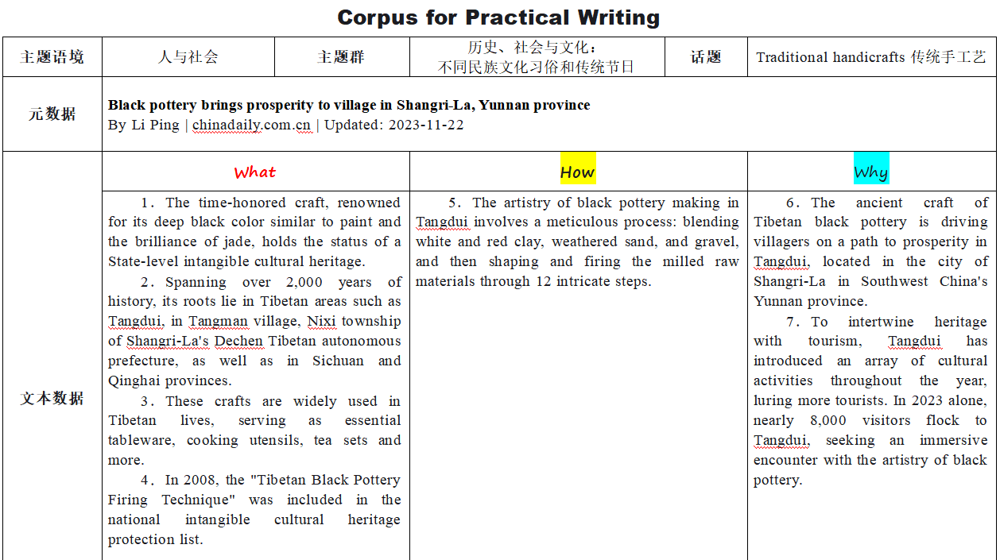 Corpus for Practical Writing
主题语境 人与社会 主题群 历史、社会与文化：
不同民族文化习俗和传统节日 话题 Traditional handicrafts 传统手工艺
元数据
Black pottery brings prosperity to village in Shangri-La, Yunnan province
By Li Ping | chinadaily.com.cn | Updated: 2023-11-22
文本数据
What
1. The time-honored craft, renowned
for its deep black color similar to paint and
the brilliance of jade, holds the status of a
State-level intangible cultural heritage.
2. Spanning over 2,000 years of
history, its roots lie in Tibetan areas such as
Tangdui, in Tangman village, Nixi township
of Shangri-La's Dechen Tibetan autonomous
prefecture, as well as in Sichuan and
Qinghai provinces.
3. These crafts are widely used in
Tibetan lives, serving as essential
tableware, cooking utensils, tea sets and
more.
4. In 2008, the "Tibetan Black Pottery
Firing Technique" was included in the
national intangible cultural heritage
protection list.
How
5. The artistry of black pottery making in
Tangdui involves a meticulous process: blending
white and red clay, weathered sand, and gravel,
and then shaping and firing the milled raw
materials through 12 intricate steps.
Why
6. The ancient craft of
Tibetan black pottery is driving
villagers on a path to prosperity in
Tangdui, located in the city of
Shangri-La in Southwest China's
Yunnan province.
7. To intertwine heritage
with tourism, Tangdui has
introduced an array of cultural
activities throughout the year,
luring more tourists. In 2023 alone,
nearly 8,000 visitors flock to
Tangdui, seeking an immersive
encounter with the artistry of black
pottery.